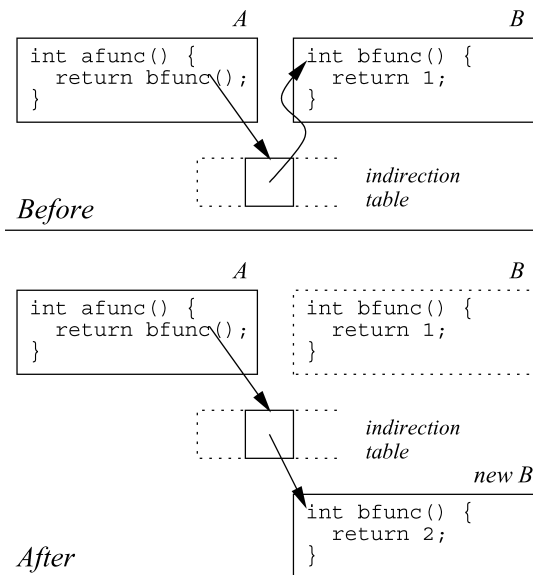 A
B
int afunc() {
return bfunc();
}
int bfunc() {
return 1;
}
indirection
table
Before
A
B
int afunc() {
return bfunc();
}
int bfunc() {
return 1;
}
indirection
table
new B
int bfunc() {
return 2;
}
After